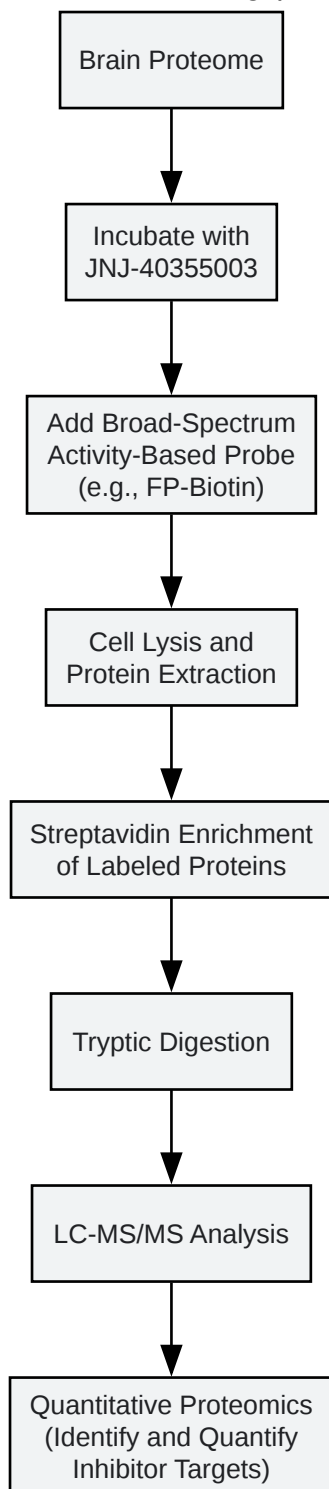 Brain Proteome
Incubate with
JNJ-40355003
Add Broad-Spectrum
Activity-Based Probe
(e.g., FP-Biotin)
Cell Lysis and
Protein Extraction
Streptavidin Enrichment
of Labeled Proteins
Tryptic Digestion
LC-MS/MS Analysis
Quantitative Proteomics
(Identify and Quantify
Inhibitor Targets)